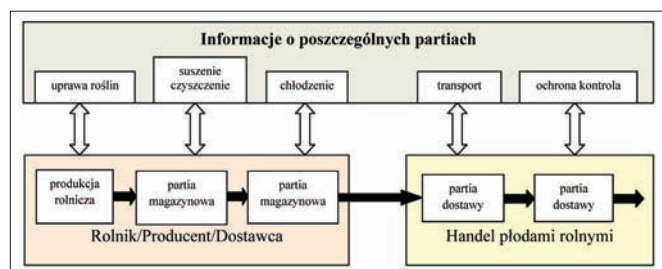 Informacje o poszczególnych partiach
uprawa roślin
suszenie
czyszczenie
chłodzenie
transport
ochrona kontrola
produkcja
rolnicza
partia
magazynowa
partia
magazynowa
Rolnik/Producent/Dostawca
partia
dostawy
partia
dostawy
Handel płodami rolnymi